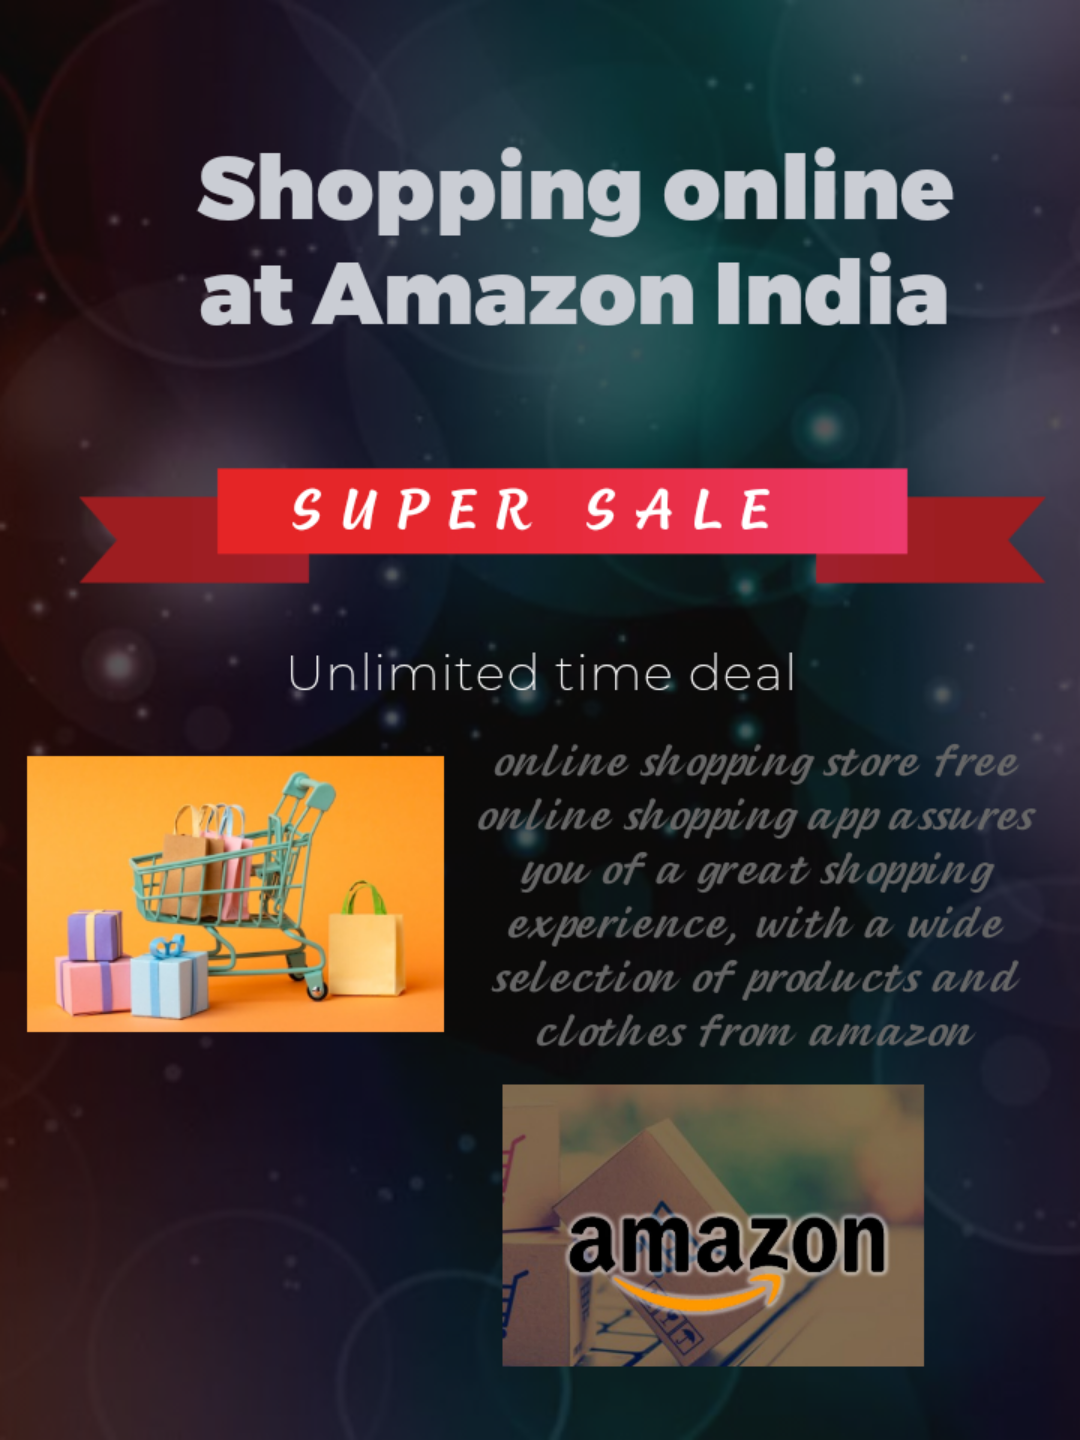 Shopping online
at Amazon India
SUPER SALE
Unlimited time deal
online shopping store free
online shopping app assures
you of a great shopping
experience, with a wide
selection of products and
clothes from amazon
amazon